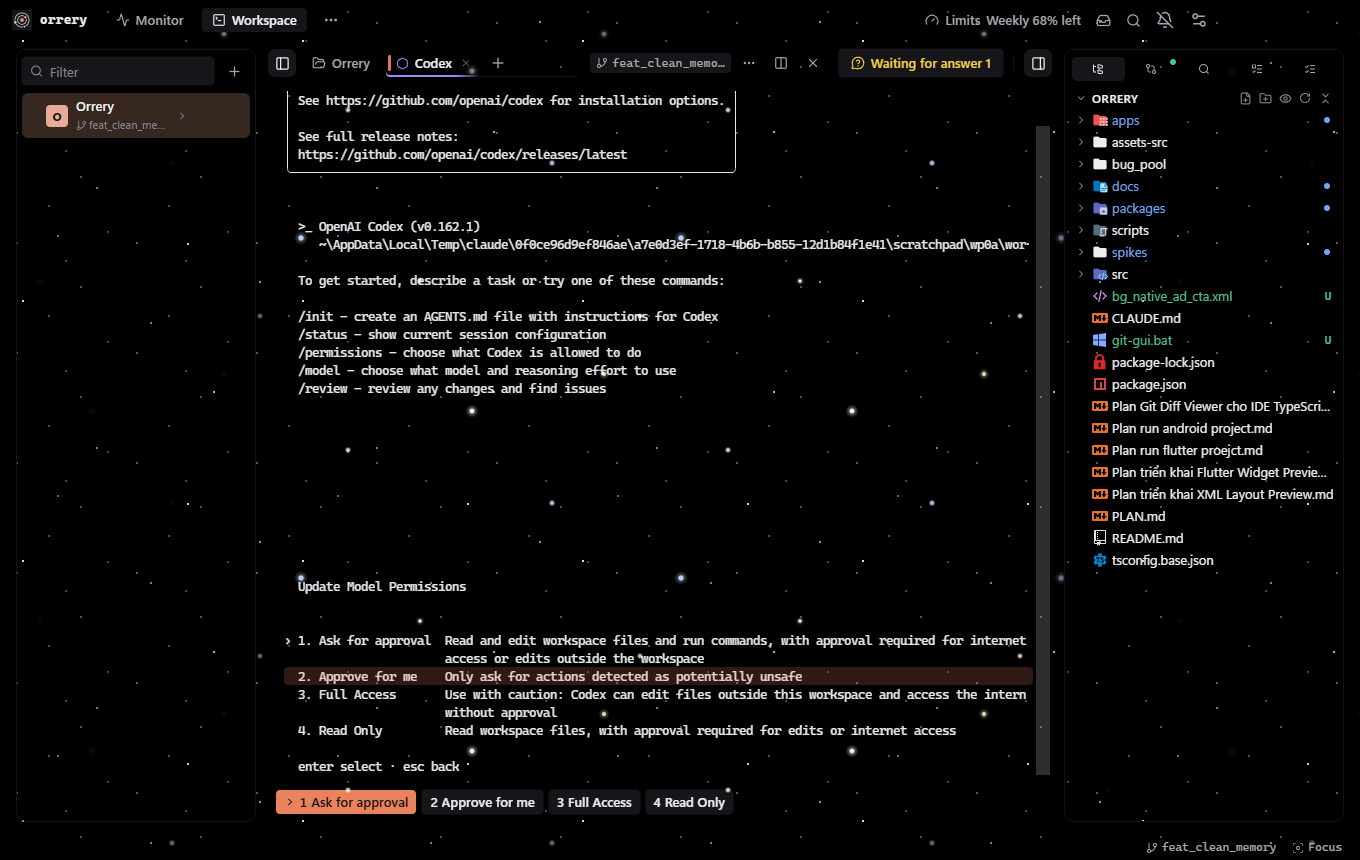 orrery
Monitor
Workspace
Limits Weekly 68% left
Filter
O
Orrery
feat_clean_me...
Orrery
Codex
feat_clean_memo...
Waiting for answer 1
See https://github.com/openai/codex for installation options.
See full release notes:
https://github.com/openai/codex/releases/latest
>_ OpenAI Codex (v0.162.1)
~\AppData\Local\Temp\claude\0f0ce96d9ef846ae\a7e0d3ef-1718-4b6b-b855-12d1b84f1e41\scratchpad\wp0a\wor
To get started, describe a task or try one of these commands:
/init - create an AGENTS.md file with instructions for Codex
/status - show current session configuration
/permissions - choose what Codex is allowed to do
/model - choose what model and reasoning effort to use
/review - review any changes and find issues
Update Model Permissions
› 1. Ask for approval Read and edit workspace files and run commands, with approval required for internet
access or edits outside the workspace
2. Approve for me Only ask for actions detected as potentially unsafe
3. Full Access Use with caution: Codex can edit files outside this workspace and access the intern
without approval
4. Read Only Read workspace files, with approval required for edits or internet access
enter select · esc back
› 1 Ask for approval
2 Approve for me
3 Full Access
4 Read Only
ORRERY
apps
assets-src
bug_pool
docs
packages
scripts
spikes
src
bg_native_ad_cta.xml U
CLAUDE.md
git-gui.bat U
package-lock.json
package.json
Plan Git Diff Viewer cho IDE TypeScri...
Plan run android project.md
Plan run flutter proejct.md
Plan triển khai Flutter Widget Previe...
Plan triển khai XML Layout Preview.md
PLAN.md
README.md
tsconfig.base.json
feat_clean_memory
Focus